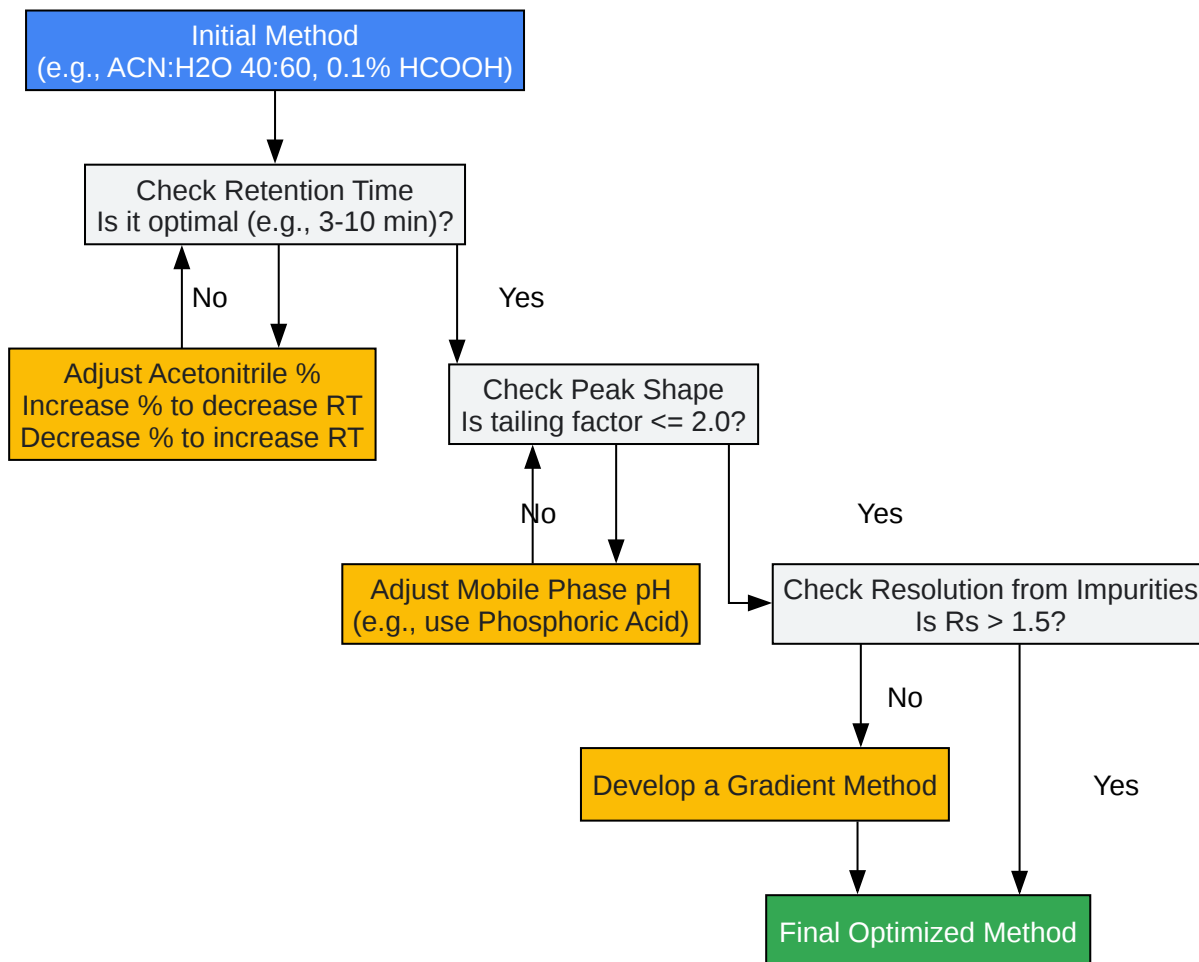 Initial Method
(e.g., ACN:H2O 40:60, 0.1% HCOOH)
Check Retention Time
Is it optimal (e.g., 3-10 min)?
No
Yes
Adjust Acetonitrile %
Increase % to decrease RT
Decrease % to increase RT
Check Peak Shape
Is tailing factor <= 2.0?
No
Yes
Adjust Mobile Phase pH
(e.g., use Phosphoric Acid)
Check Resolution from Impurities
Is Rs > 1.5?
No
Yes
Develop a Gradient Method
Final Optimized Method